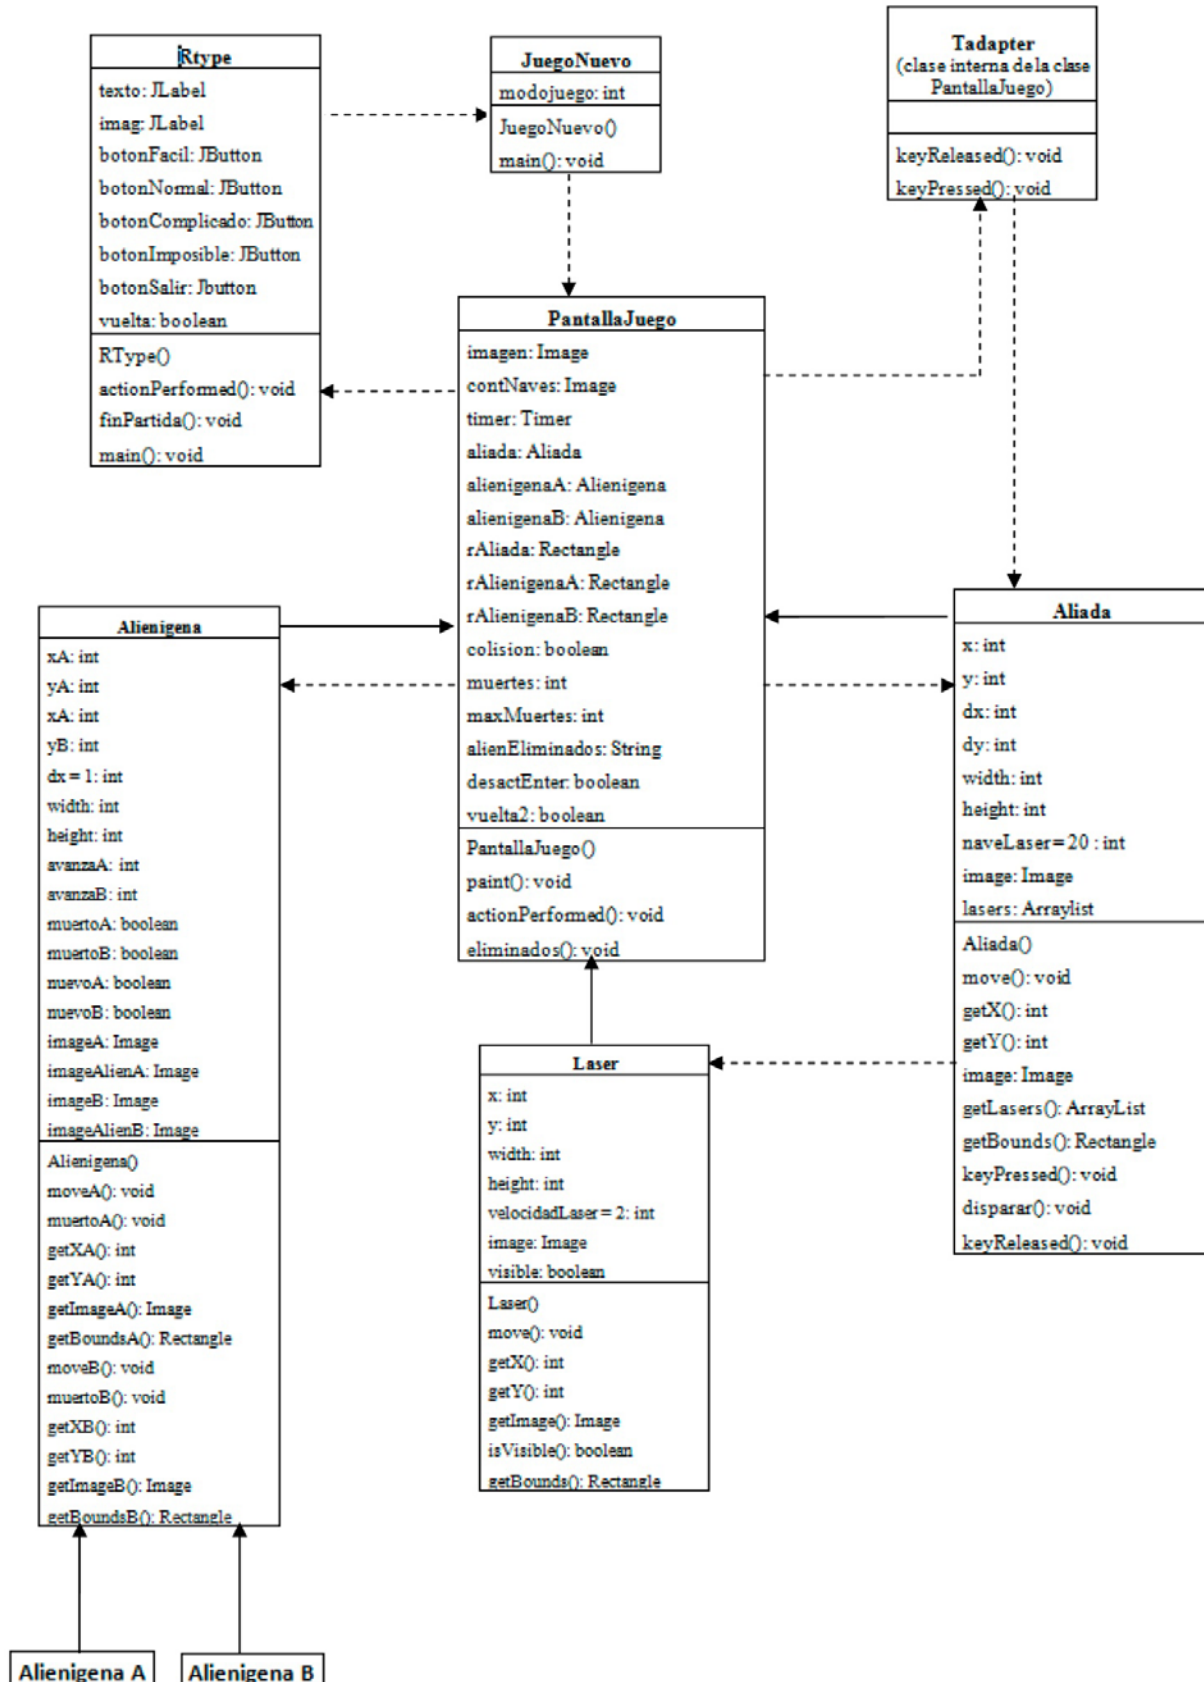 iRtype
texto: JLabel
imag: JLabel
botonFacil: JButton
botonNormal: JButton
botonComplicado: JButton
botonImposible: JButton
botonSalir: Jbutton
vuelta: boolean
RType()
actionPerformed(): void
finPartida(): void
main(): void
JuegoNuevo
modojuego: int
JuegoNuevo()
main(): void
Tadapter
(clase interna de la clase
PantallaJuego)
keyReleased(): void
keyPressed(): void
PantallaJuego
imagen: Image
contNaves: Image
timer: Timer
aliada: Aliada
alienigenaA: Alienigena
alienigenaB: Alienigena
rAliada: Rectangle
rAlienigenaA: Rectangle
rAlienigenaB: Rectangle
colision: boolean
muertes: int
maxMuertes: int
alienEliminados: String
desactEnter: boolean
vuelta2: boolean
PantallaJuego()
paint(): void
actionPerformed(): void
eliminados(): void
Alienigena
xA: int
yA: int
xA: int
yB: int
dx = 1: int
width: int
height: int
avanzaA: int
avanzaB: int
muertoA: boolean
muertoB: boolean
nuevoA: boolean
nuevoB: boolean
imageA: Image
imageAlienA: Image
imageB: Image
imageAlienB: Image
Alienigena()
moveA(): void
muertoA(): void
getXA(): int
getYA(): int
getImageA(): Image
getBoundsA(): Rectangle
moveB(): void
muertoB(): void
getXB(): int
getYB(): int
getImageB(): Image
getBoundsB(): Rectangle
Aliada
x: int
y: int
dx: int
dy: int
width: int
height: int
naveLaser=20 : int
image: Image
lasers: Arraylist
Aliada()
move(): void
getX(): int
getY(): int
image: Image
getLasers(): ArrayList
getBounds(): Rectangle
keyPressed(): void
disparar(): void
keyReleased(): void
Laser
x: int
y: int
width: int
height: int
velocidadLaser = 2: int
image: Image
visible: boolean
Laser()
move(): void
getX(): int
getY(): int
getImage(): Image
isVisible(): boolean
getBounds(): Rectangle
Alienigena A
Alienigena B